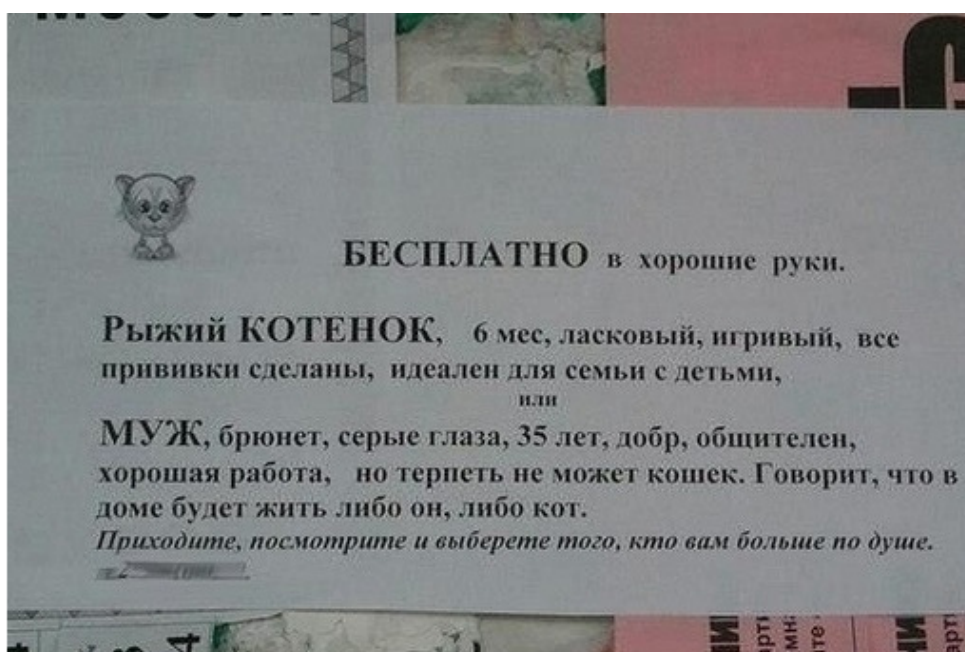 БЕСПЛАТНО в хорошие руки.
Рыжий КОТЕНОК, 6 мес, ласковый, игривый, все
прививки сделаны, идеален для семьи с детьми,
или
МУЖ, брюнет, серые глаза, 35 лет, добр, общителен,
хорошая работа, но терпеть не может кошек. Говорит, что в
доме будет жить либо он, либо кот.
Приходите, посмотрите и выберете того, кто вам больше по душе.